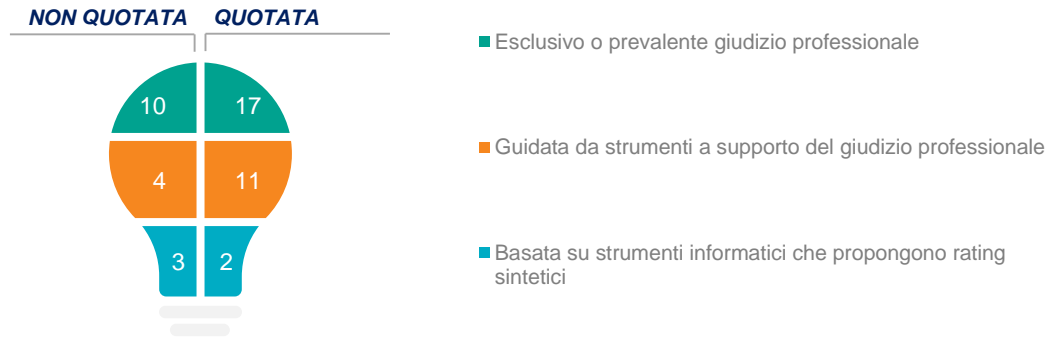 NON QUOTATA QUOTATA
10 17
Esclusivo o prevalente giudizio professionale
4 11
Guidata da strumenti a supporto del giudizio professionale
3 2
Basata su strumenti informatici che propongono rating
sintetici